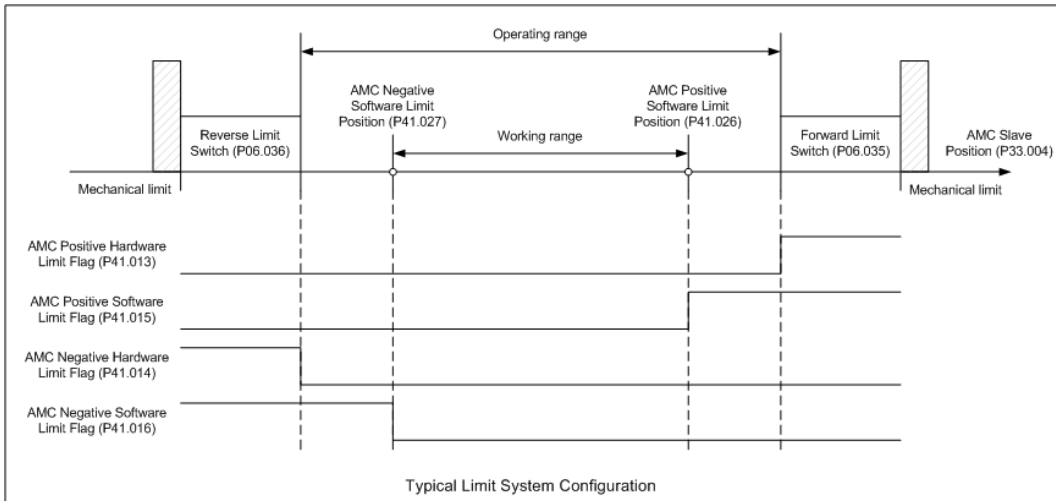 Operating range
AMC Negative
Software Limit
Position (P41.027)
AMC Positive
Software Limit
Position (P41.026)
Reverse Limit
Switch (P06.036)
Working range
Forward Limit
Switch (P06.035)
AMC Slave
Position (P33.004)
Mechanical limit
Mechanical limit
AMC Positive Hardware
Limit Flag (P41.013)
AMC Positive Software
Limit Flag (P41.015)
AMC Negative Hardware
Limit Flag (P41.014)
AMC Negative Software
Limit Flag (P41.016)
Typical Limit System Configuration